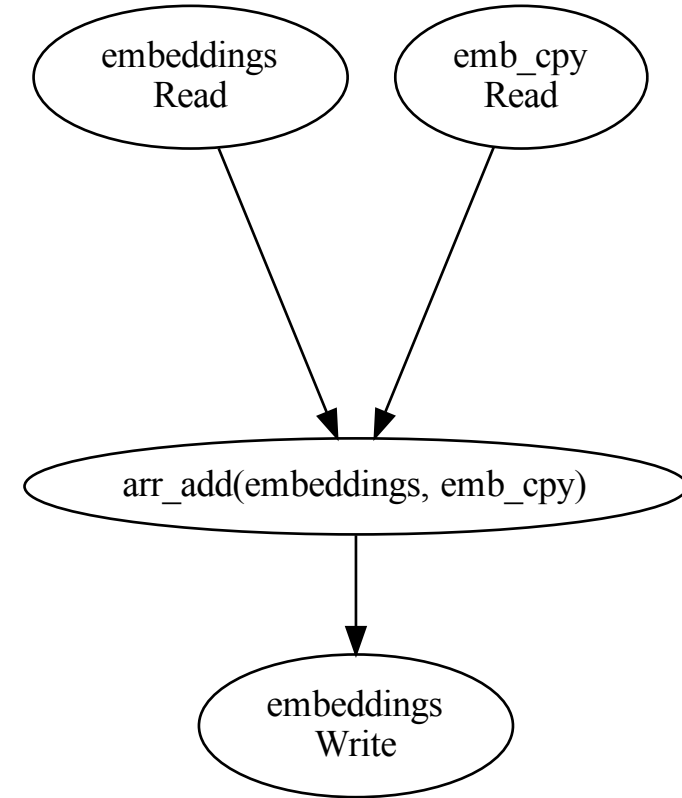 embeddings
Read
emb_cpy
Read
arr_add(embeddings, emb_cpy)
embeddings
Write